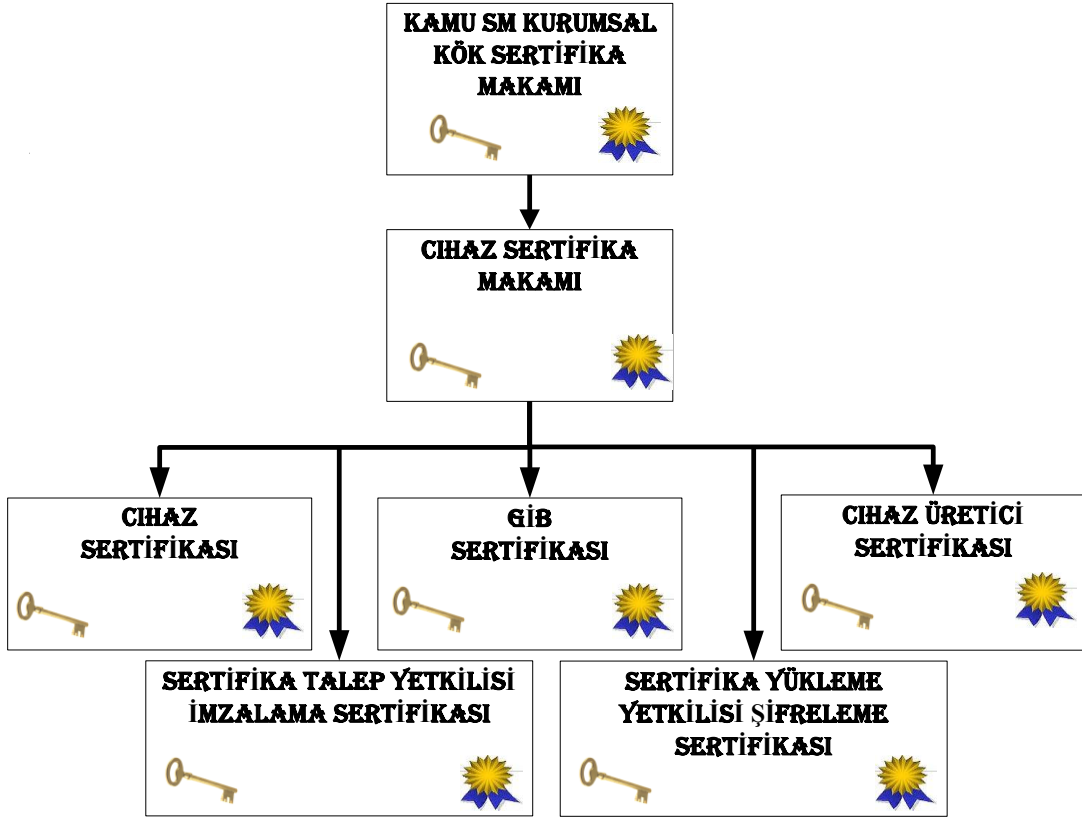 KAMU SM KURUMSAL
KÖK SERTİFİKA
MAKAMI
CIHAZ SERTİFİKA
MAKAMI
CIHAZ
SERTİFİKASI
GİB
SERTİFİKASI
CIHAZ ÜRETİCİ
SERTİFİKASI
SERTİFİKA TALEP YETKİLİSİ
İMZALAMA SERTİFİKASI
SERTİFİKA YÜKLEME
YETKİLİSİ ŞİFRELEME
SERTİFİKASI